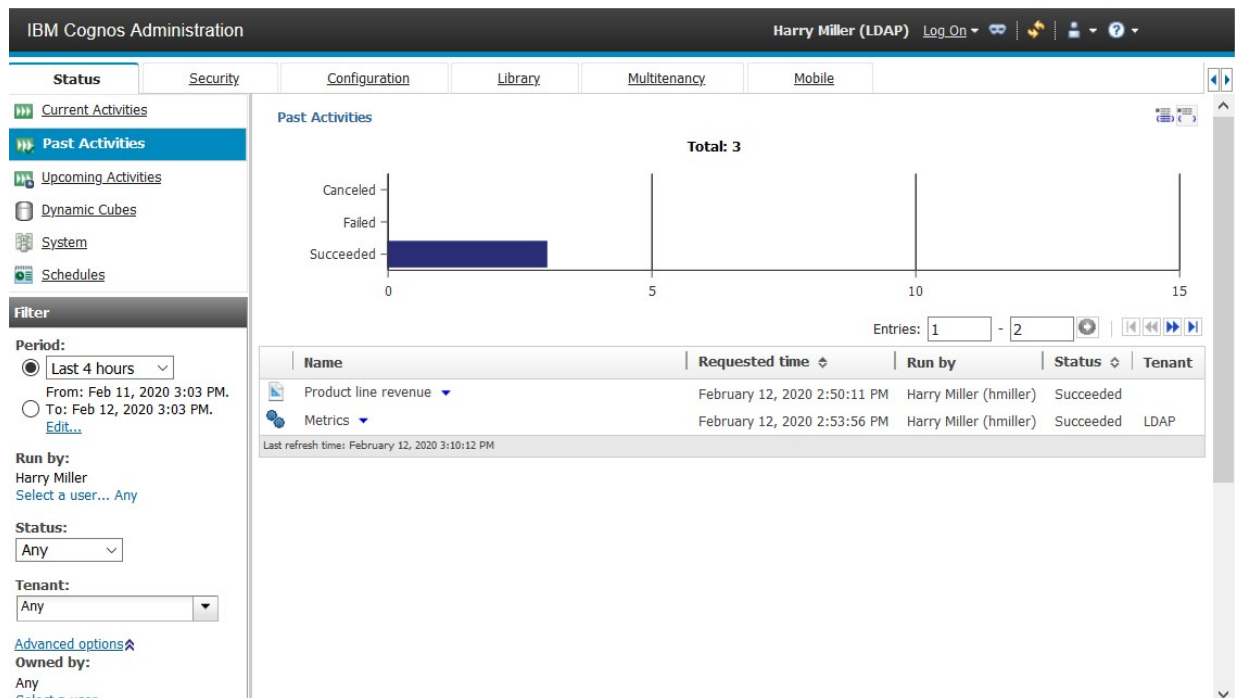 IBM Cognos Administration
Harry Miller (LDAP) Log On
Status Security Configuration Library Multitenancy Mobile
Current Activities
Past Activities
Upcoming Activities
Dynamic Cubes
System
Schedules
Filter
Period:
Last 4 hours
From: Feb 11, 2020 3:03 PM.
To: Feb 12, 2020 3:03 PM.
Edit...
Run by:
Harry Miller
Select a user... Any
Status:
Any
Tenant:
Any
Advanced options
Owned by:
Any
Past Activities
Total: 3
Canceled
Failed
Succeeded
0 5 10 15
Entries: 1 - 2
Name Requested time Run by Status Tenant
Product line revenue February 12, 2020 2:50:11 PM Harry Miller (hmiller) Succeeded
Metrics February 12, 2020 2:53:56 PM Harry Miller (hmiller) Succeeded LDAP
Last refresh time: February 12, 2020 3:10:12 PM